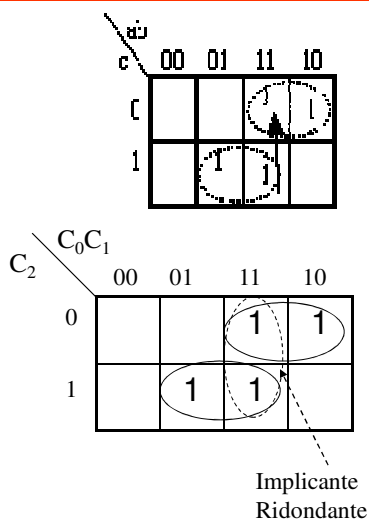 ab
c 00 01 11 10
0 1 1
1 1 1
C₀C₁
C₂
00 01 11 10
0 1 1
1 1 1
Implicante
Ridondante